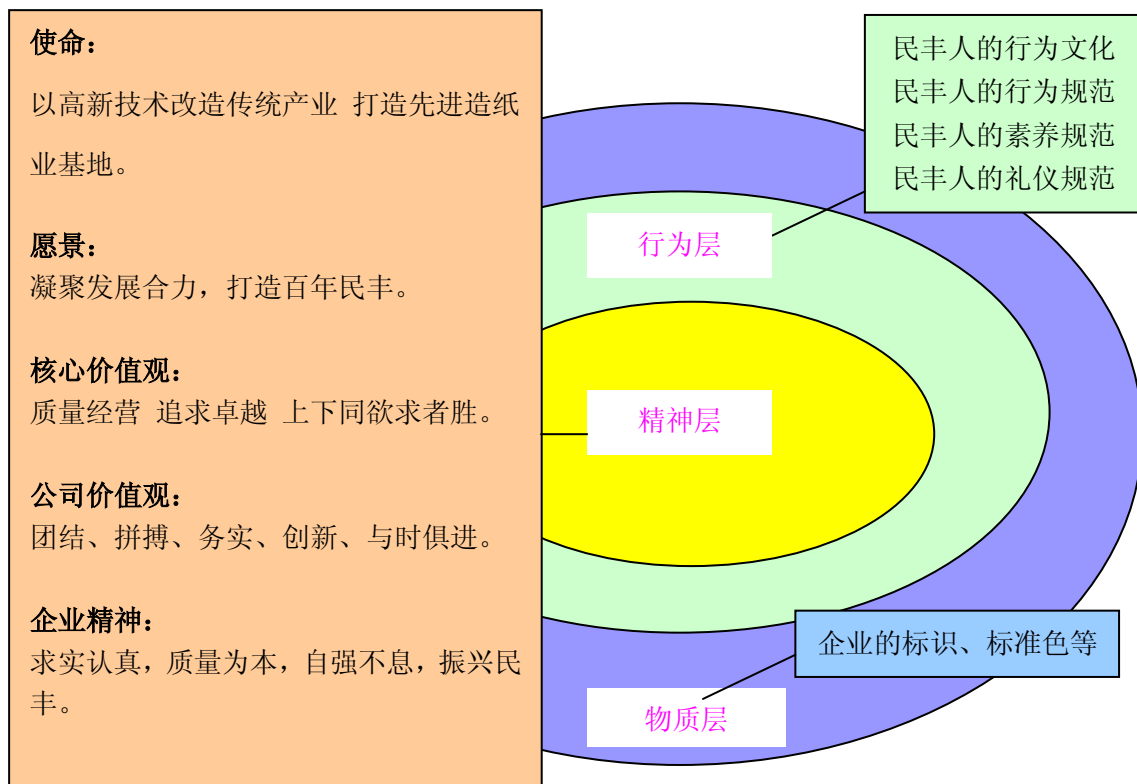 使命：
以高新技术改造传统产业 打造先进造纸
业基地。
愿景：
凝聚发展合力，打造百年民丰。
核心价值观：
质量经营 追求卓越 上下同欲求者胜。
公司价值观：
团结、拼搏、务实、创新、与时俱进。
企业精神：
求实认真，质量为本，自强不息，振兴民
丰。
民丰人的行为文化
民丰人的行为规范
民丰人的素养规范
民丰人的礼仪规范
行为层
精神层
企业的标识、标准色等
物质层